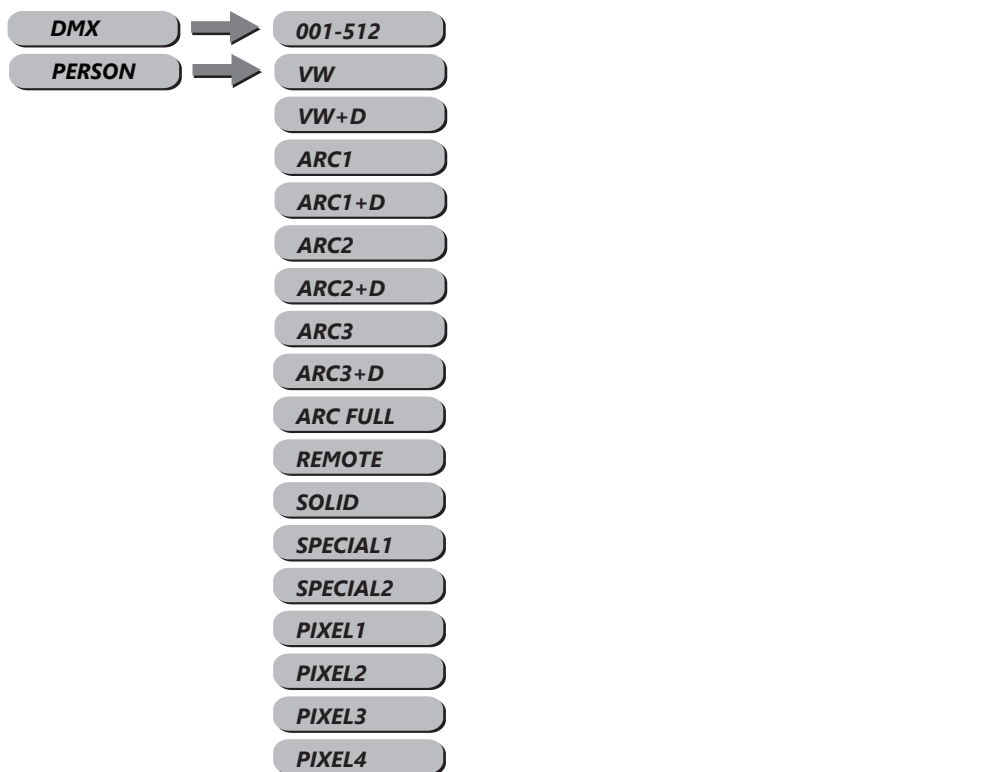 DMX 001-512
PERSON VW
VW+D
ARC1
ARC1+D
ARC2
ARC2+D
ARC3
ARC3+D
ARC FULL
REMOTE
SOLID
SPECIAL1
SPECIAL2
PIXEL1
PIXEL2
PIXEL3
PIXEL4